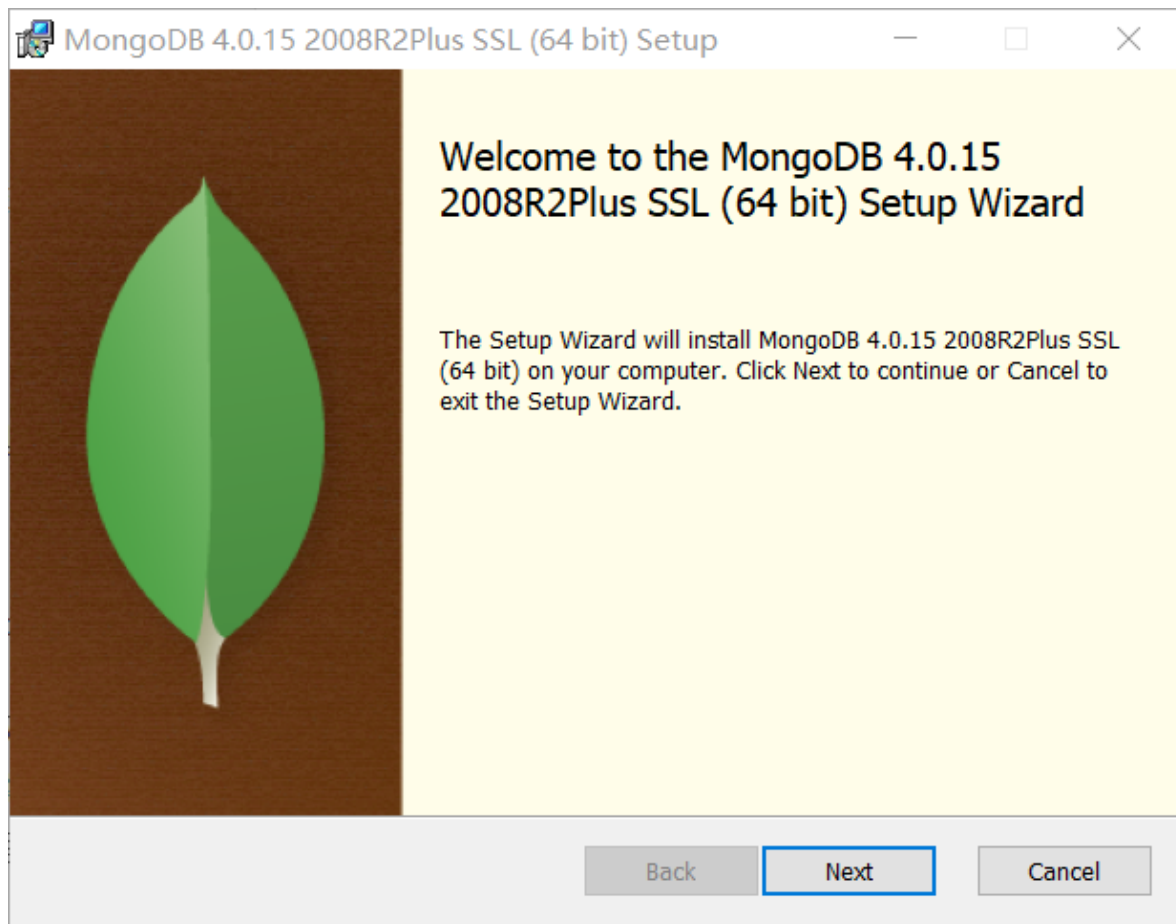 MongoDB 4.0.15 2008R2Plus SSL (64 bit) Setup
Welcome to the MongoDB 4.0.15
2008R2Plus SSL (64 bit) Setup Wizard
The Setup Wizard will install MongoDB 4.0.15 2008R2Plus SSL
(64 bit) on your computer. Click Next to continue or Cancel to
exit the Setup Wizard.
Back
Next
Cancel